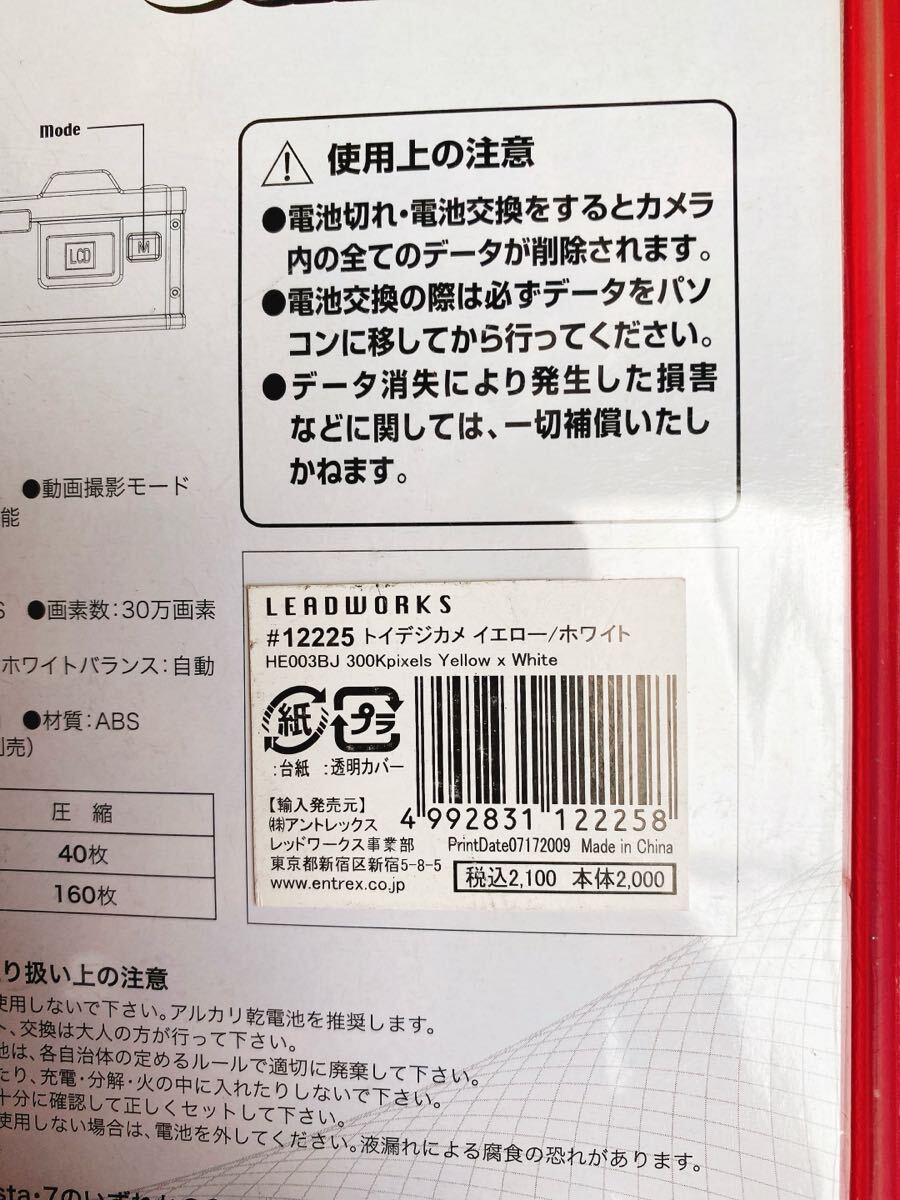 Mode
LCD
M
使用上の注意
●電池切れ・電池交換をするとカメラ
内の全てのデータが削除されます。
●電池交換の際は必ずデータをパソ
コンに移してから行ってください。
●データ消失により発生した損害
などに関しては、一切補償いたし
かねます。
●動画撮影モード
能
S ●画素数：30万画素
ホワイトバランス：自動
●材質：ABS
売）
圧 縮
40枚
160枚
LEADWORKS
#12225 トイデジカメ イエロー/ホワイト
HE003BJ 300Kpixels Yellow x White
紙 プラ
:台紙 :透明カバー
【輸入発売元】
㈱アントレックス
レッドワークス事業部
東京都新宿区新宿5-8-5
www.entrex.co.jp
4 992831 122258
PrintDate07172009 Made in China
税込2,100 本体2,000
り扱い上の注意
使用しないで下さい。アルカリ乾電池を推奨します。
ト、交換は大人の方が行って下さい。
池は、各自治体の定めるルールで適切に廃棄して下さい。
たり、充電・分解・火の中に入れたりしないで下さい。
十分に確認して正しくセットして下さい。
使用しない場合は、電池を外してください。液漏れによる腐食の恐れがあります。
sta・7のいずれか